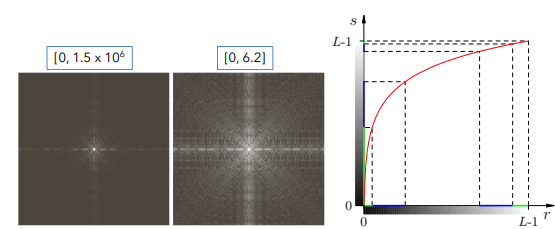 [0, 1.5 x 10⁶
[0, 6.2]
s
L-1
0
0
L-1
r